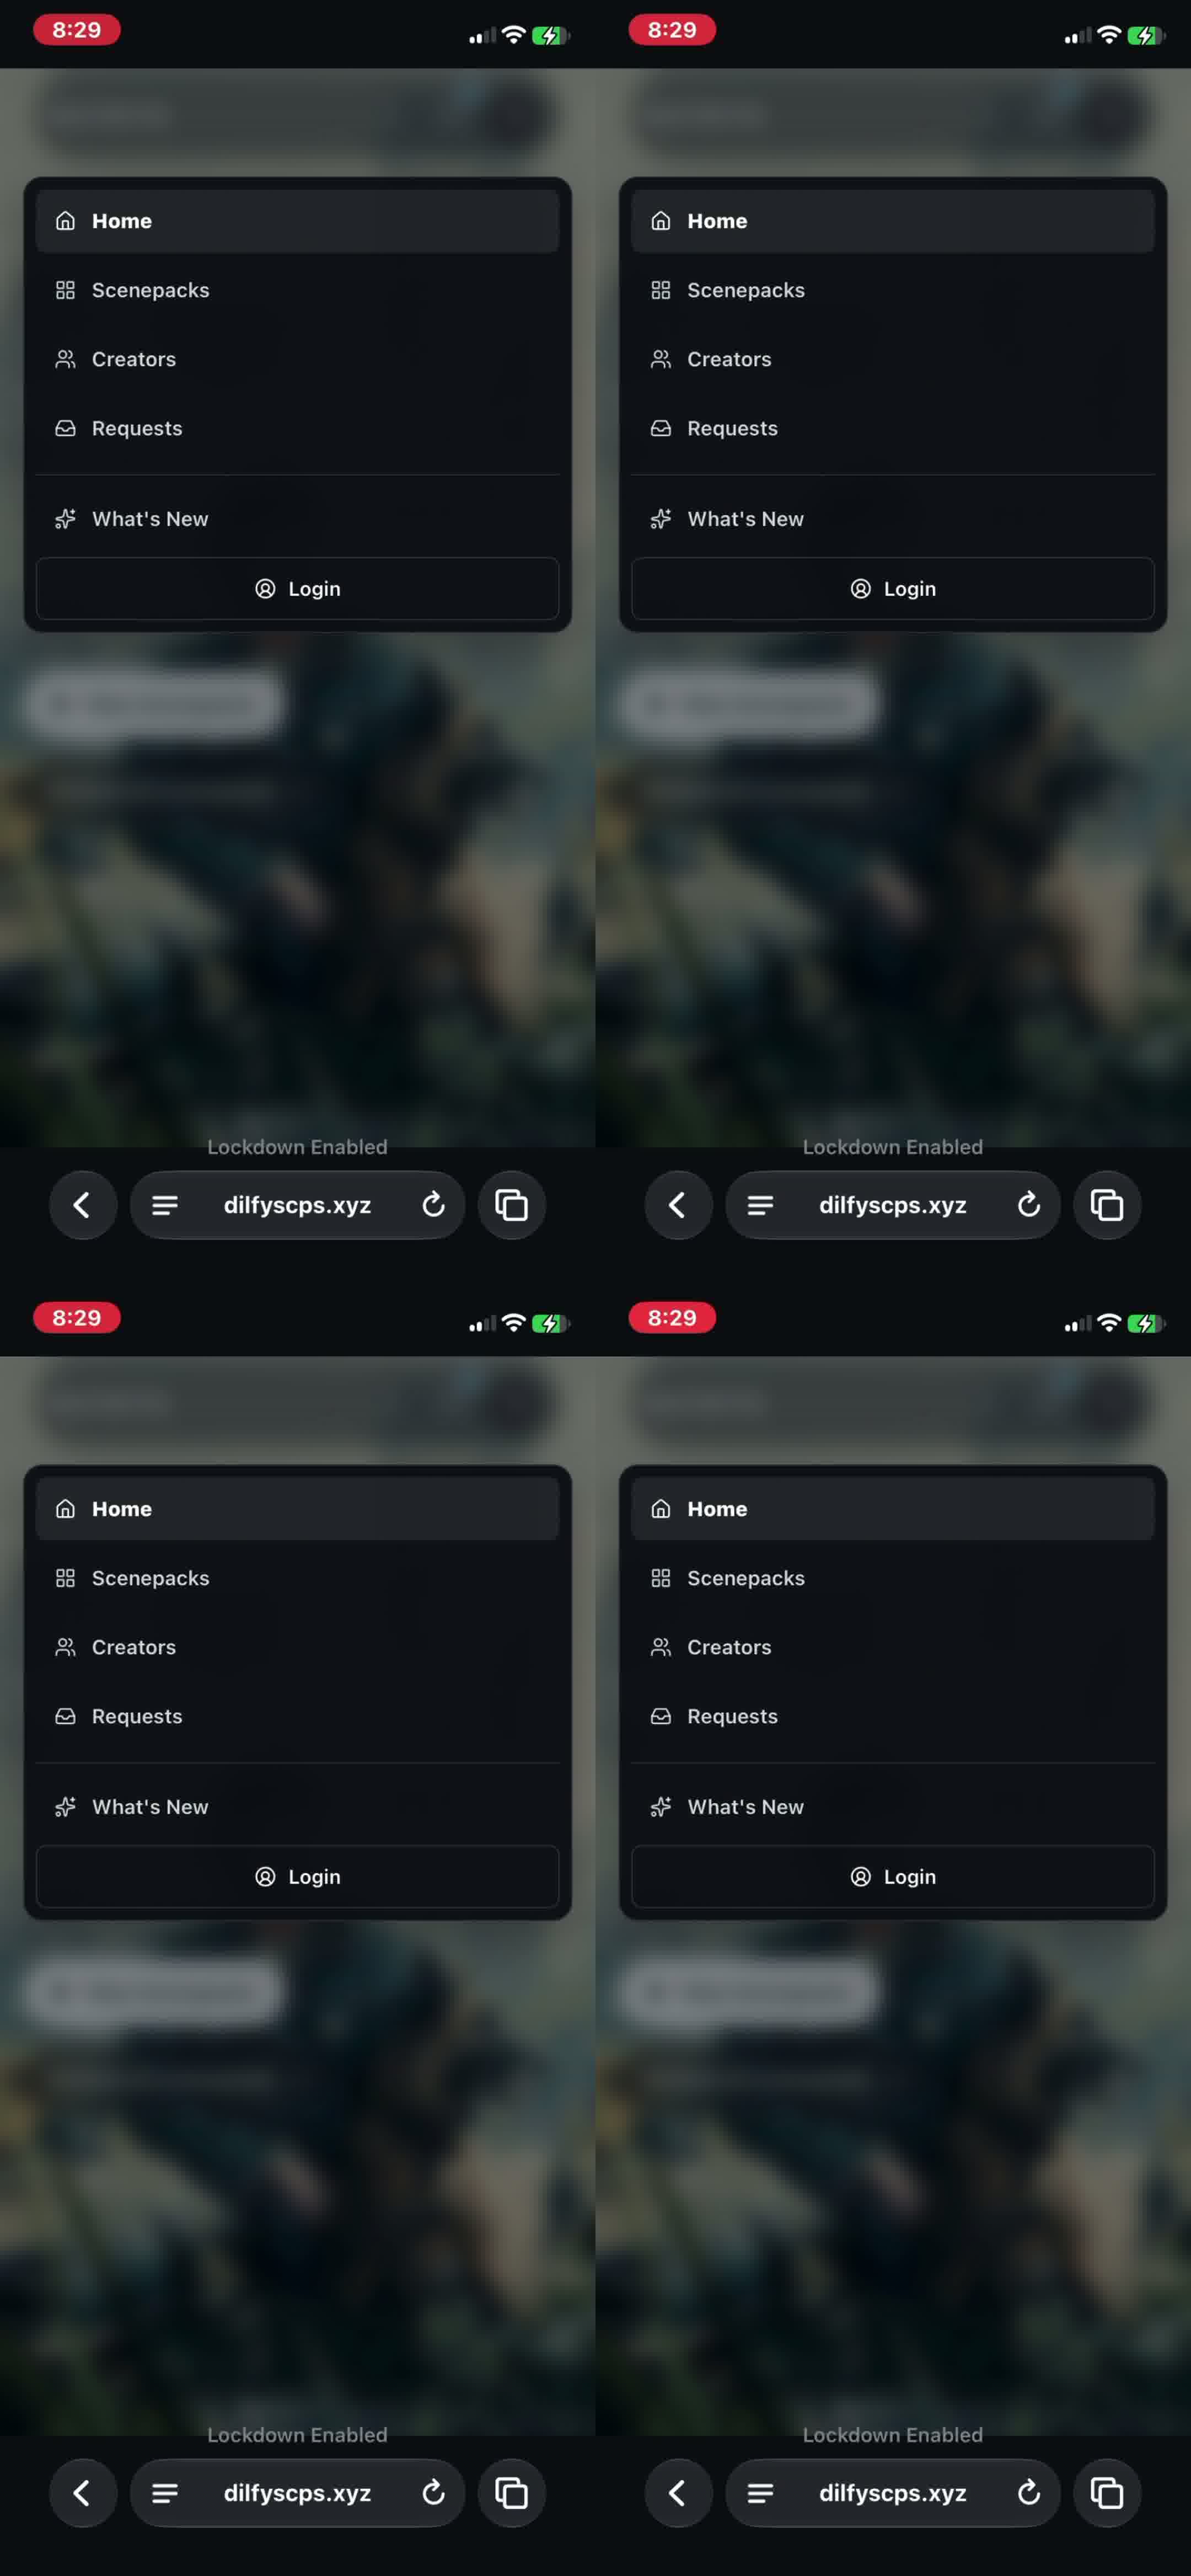 8:29
Home
Scenepacks
Creators
Requests
What's New
Login
Lockdown Enabled
dilfyscps.xyz
8:29
Home
Scenepacks
Creators
Requests
What's New
Login
Lockdown Enabled
dilfyscps.xyz
8:29
Home
Scenepacks
Creators
Requests
What's New
Login
Lockdown Enabled
dilfyscps.xyz
8:29
Home
Scenepacks
Creators
Requests
What's New
Login
Lockdown Enabled
dilfyscps.xyz